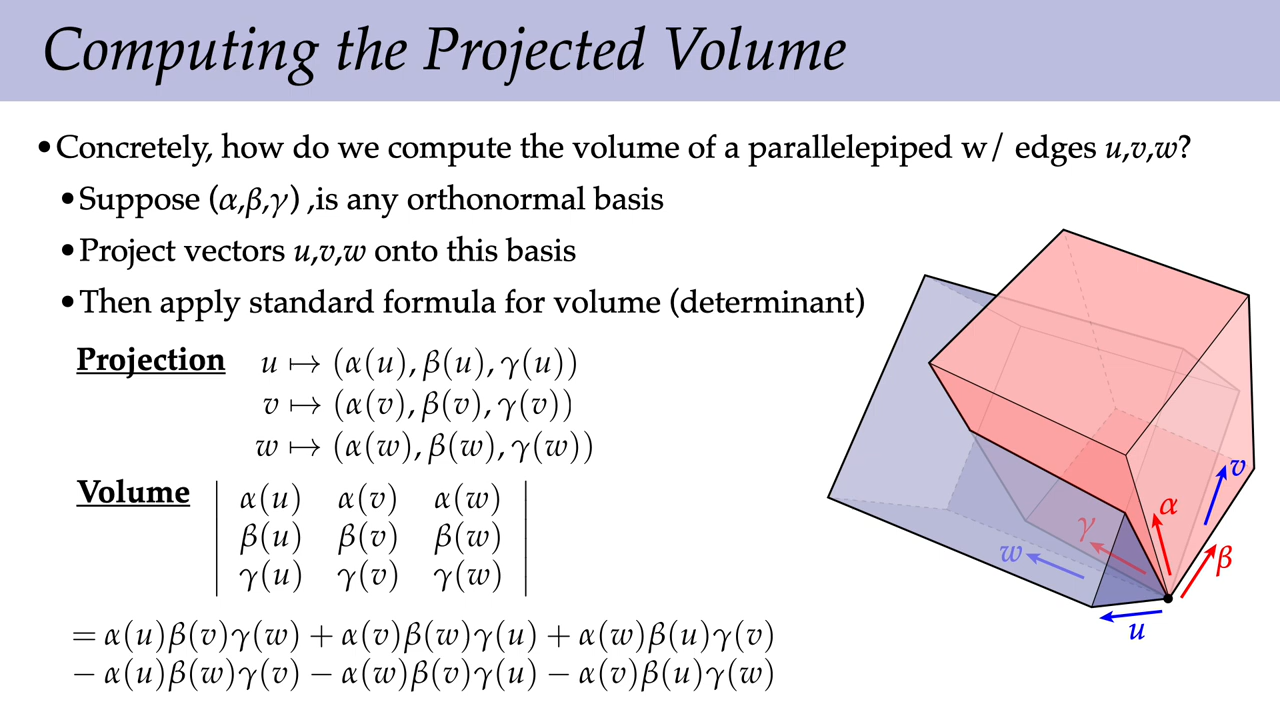 Computing the Projected Volume
•Concretely, how do we compute the volume of a parallelepiped w/ edges u,v,w?
•Suppose (α,β,γ) ,is any orthonormal basis
•Project vectors u,v,w onto this basis
•Then apply standard formula for volume (determinant)
Projection u ↦ (α(u), β(u), γ(u))
v ↦ (α(v), β(v), γ(v))
w ↦ (α(w), β(w), γ(w))
Volume
| α(u) α(v) α(w) |
| β(u) β(v) β(w) |
| γ(u) γ(v) γ(w) |
= α(u)β(v)γ(w) + α(v)β(w)γ(u) + α(w)β(u)γ(v)
− α(u)β(w)γ(v) − α(w)β(v)γ(u) − α(v)β(u)γ(w)
v
α
γ
w
β
u